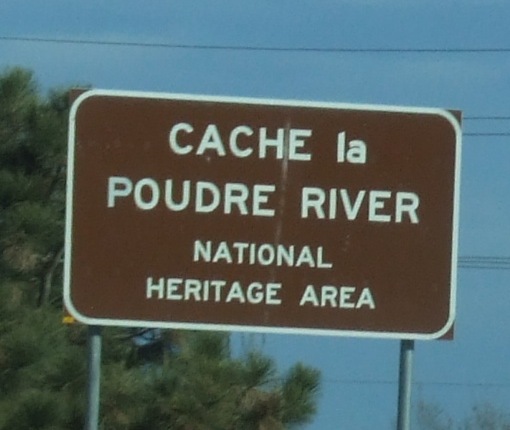 CACHE la
POUDRE RIVER
NATIONAL
HERITAGE AREA